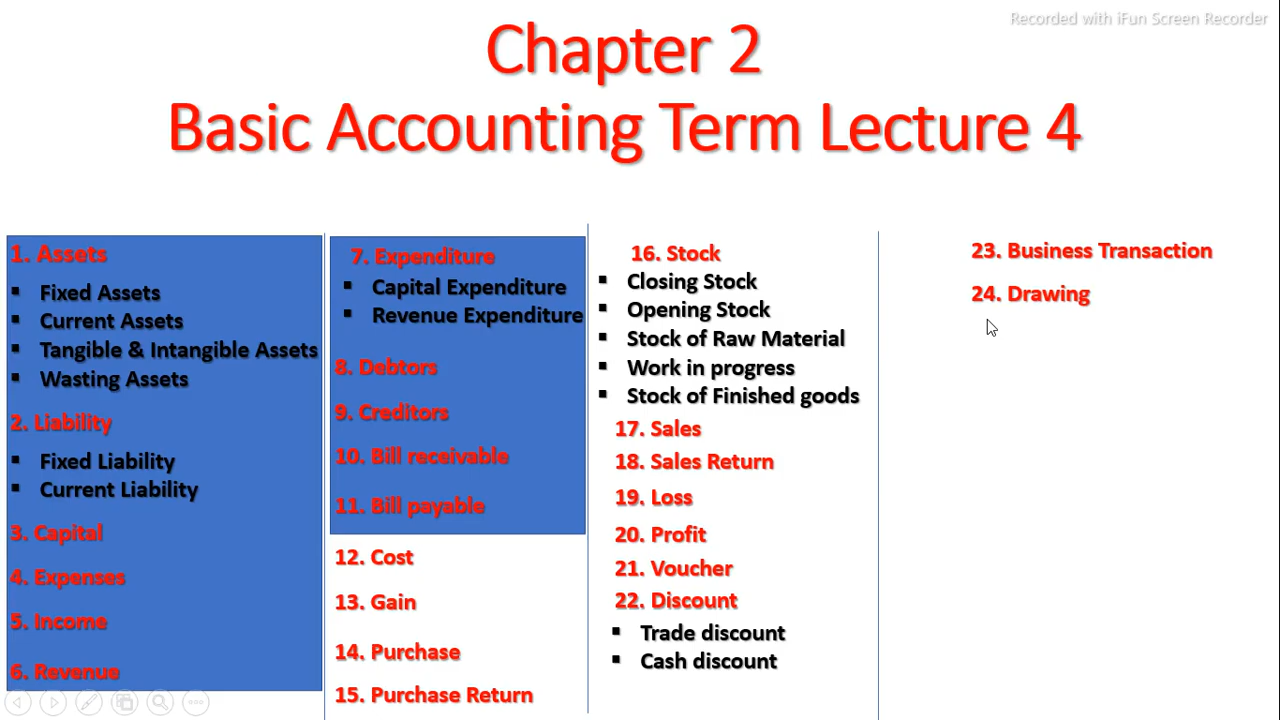 Recorded with iFun Screen Recorder
Chapter 2
Basic Accounting Term Lecture 4
1. Assets
▪ Fixed Assets
▪ Current Assets
▪ Tangible & Intangible Assets
▪ Wasting Assets
2. Liability
▪ Fixed Liability
▪ Current Liability
3. Capital
4. Expenses
5. Income
6. Revenue
7. Expenditure
▪ Capital Expenditure
▪ Revenue Expenditure
8. Debtors
9. Creditors
10. Bill receivable
11. Bill payable
12. Cost
13. Gain
14. Purchase
15. Purchase Return
16. Stock
▪ Closing Stock
▪ Opening Stock
▪ Stock of Raw Material
▪ Work in progress
▪ Stock of Finished goods
17. Sales
18. Sales Return
19. Loss
20. Profit
21. Voucher
22. Discount
▪ Trade discount
▪ Cash discount
23. Business Transaction
24. Drawing